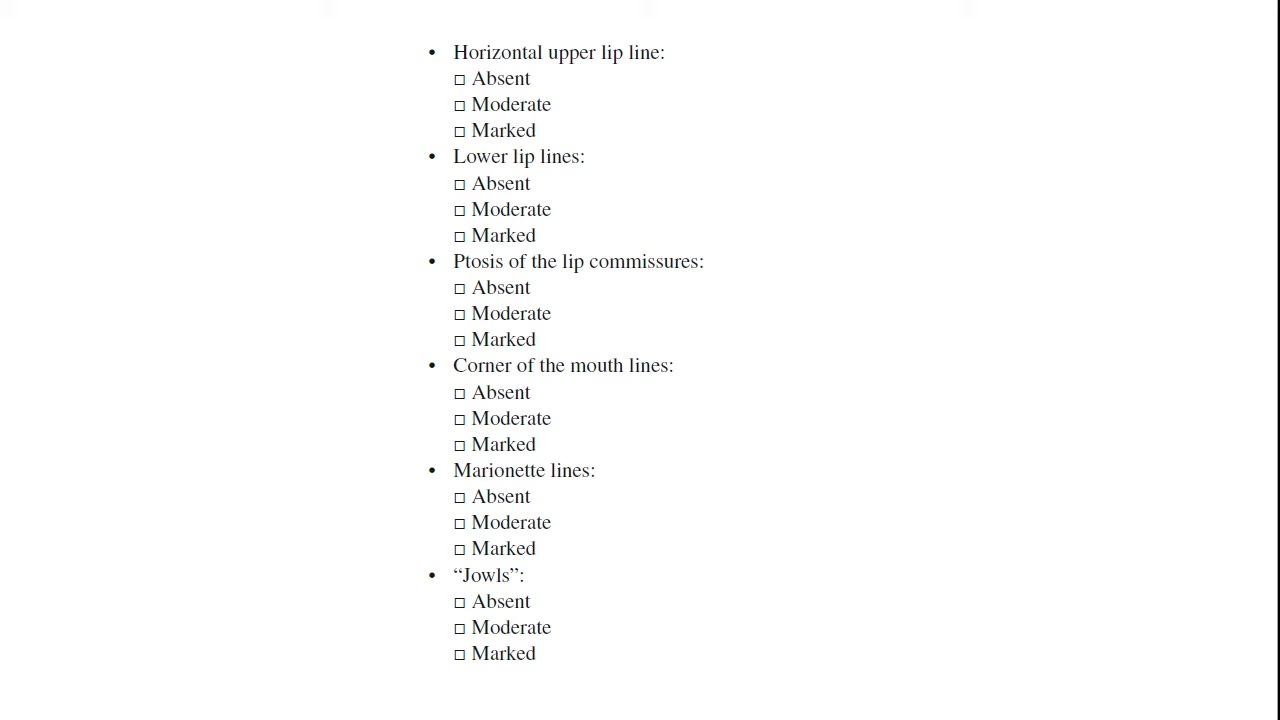 • Horizontal upper lip line:
□ Absent
□ Moderate
□ Marked
• Lower lip lines:
□ Absent
□ Moderate
□ Marked
• Ptosis of the lip commissures:
□ Absent
□ Moderate
□ Marked
• Corner of the mouth lines:
□ Absent
□ Moderate
□ Marked
• Marionette lines:
□ Absent
□ Moderate
□ Marked
• “Jowls”:
□ Absent
□ Moderate
□ Marked